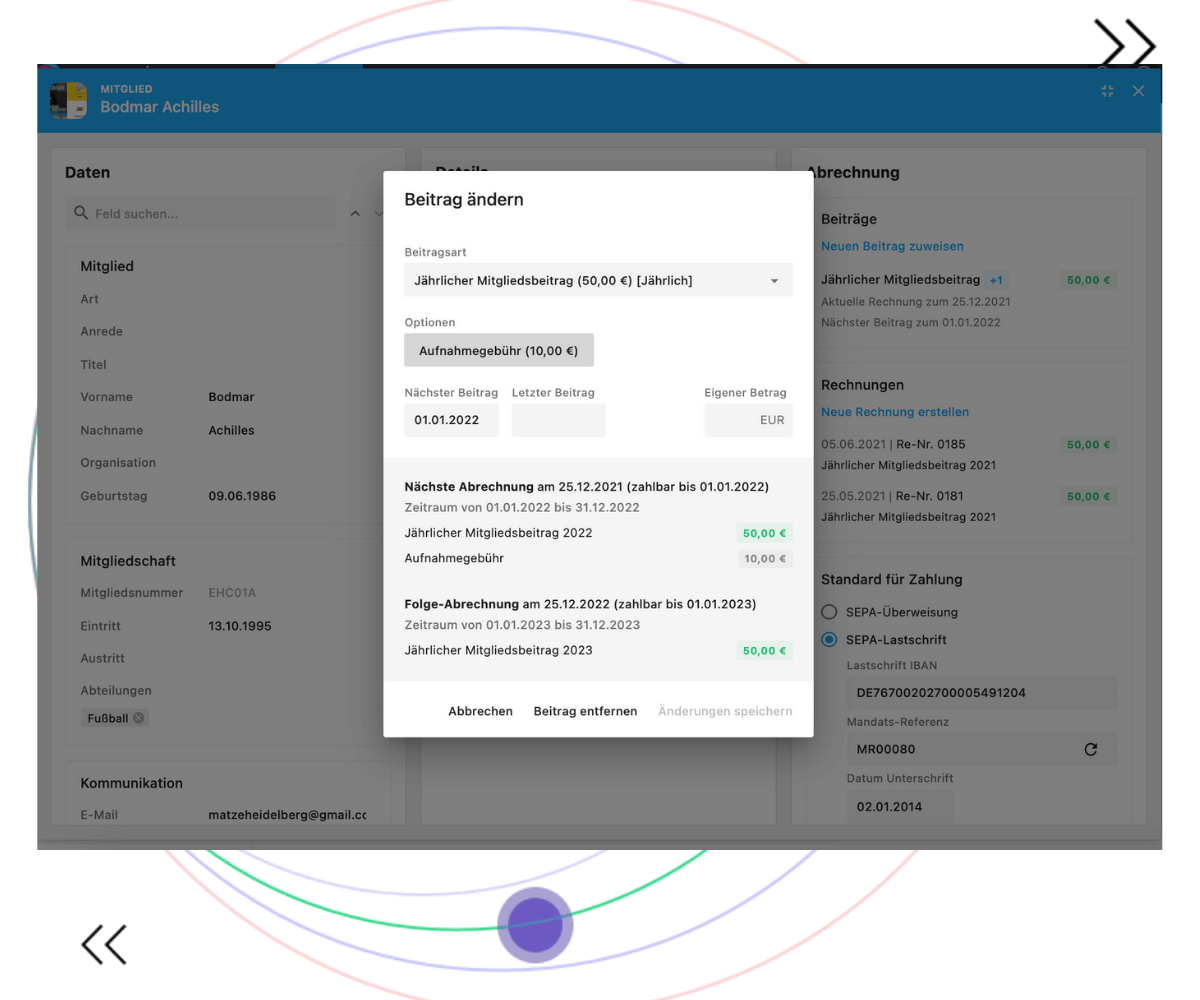 MITGLIED
Bodmar Achilles
Daten
Feld suchen...
Mitglied
Art
Anrede
Titel
Vorname Bodmar
Nachname Achilles
Organisation
Geburtstag 09.06.1986
Mitgliedschaft
Mitgliedsnummer EHC01A
Eintritt 13.10.1995
Austritt
Abteilungen
Fußball
Kommunikation
E-Mail matzeheidelberg@gmail.cc
Details
Beitrag ändern
Beitragsart
Jährlicher Mitgliedsbeitrag (50,00 €) [Jährlich]
Optionen
Aufnahmegebühr (10,00 €)
Nächster Beitrag Letzter Beitrag Eigener Betrag
01.01.2022 EUR
Nächste Abrechnung am 25.12.2021 (zahlbar bis 01.01.2022)
Zeitraum von 01.01.2022 bis 31.12.2022
Jährlicher Mitgliedsbeitrag 2022 50,00 €
Aufnahmegebühr 10,00 €
Folge-Abrechnung am 25.12.2022 (zahlbar bis 01.01.2023)
Zeitraum von 01.01.2023 bis 31.12.2023
Jährlicher Mitgliedsbeitrag 2023 50,00 €
Abbrechen Beitrag entfernen Änderungen speichern
Abrechnung
Beiträge
Neuen Beitrag zuweisen
Jährlicher Mitgliedsbeitrag +1 50,00 €
Aktuelle Rechnung zum 25.12.2021
Nächster Beitrag zum 01.01.2022
Rechnungen
Neue Rechnung erstellen
05.06.2021 | Re-Nr. 0185 50,00 €
Jährlicher Mitgliedsbeitrag 2021
25.05.2021 | Re-Nr. 0181 50,00 €
Jährlicher Mitgliedsbeitrag 2021
Standard für Zahlung
SEPA-Überweisung
SEPA-Lastschrift
Lastschrift IBAN
DE76700202700005491204
Mandats-Referenz
MR00080
Datum Unterschrift
02.01.2014